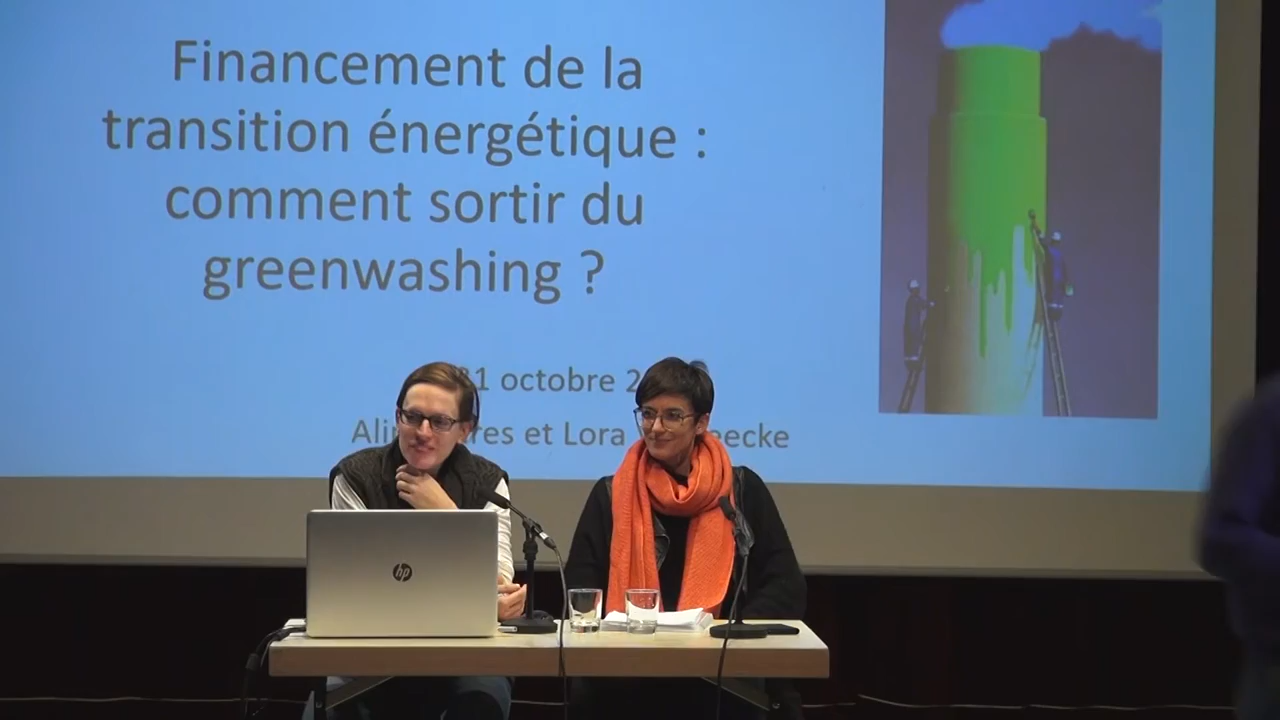 Financement de la
transition énergétique :
comment sortir du
greenwashing ?
octobre
et Lora
hp